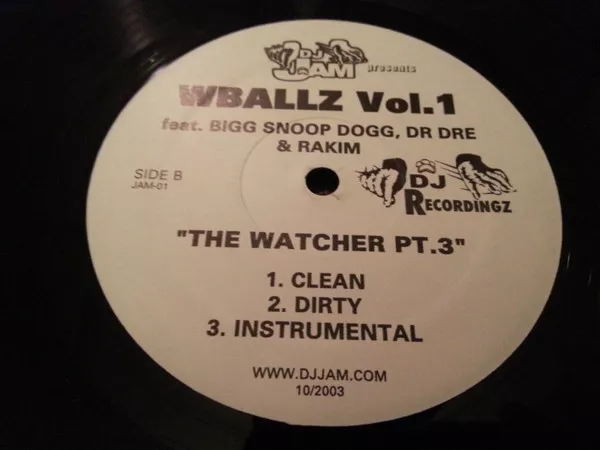 DJ
JAM presents
WBALLZ Vol.1
feat. BIGG SNOOP DOGG, DR DRE
& RAKIM
SIDE B
JAM-01
DJ
RECORDINGZ
"THE WATCHER PT.3"
1. CLEAN
2. DIRTY
3. INSTRUMENTAL
WWW.DJJAM.COM
10/2003